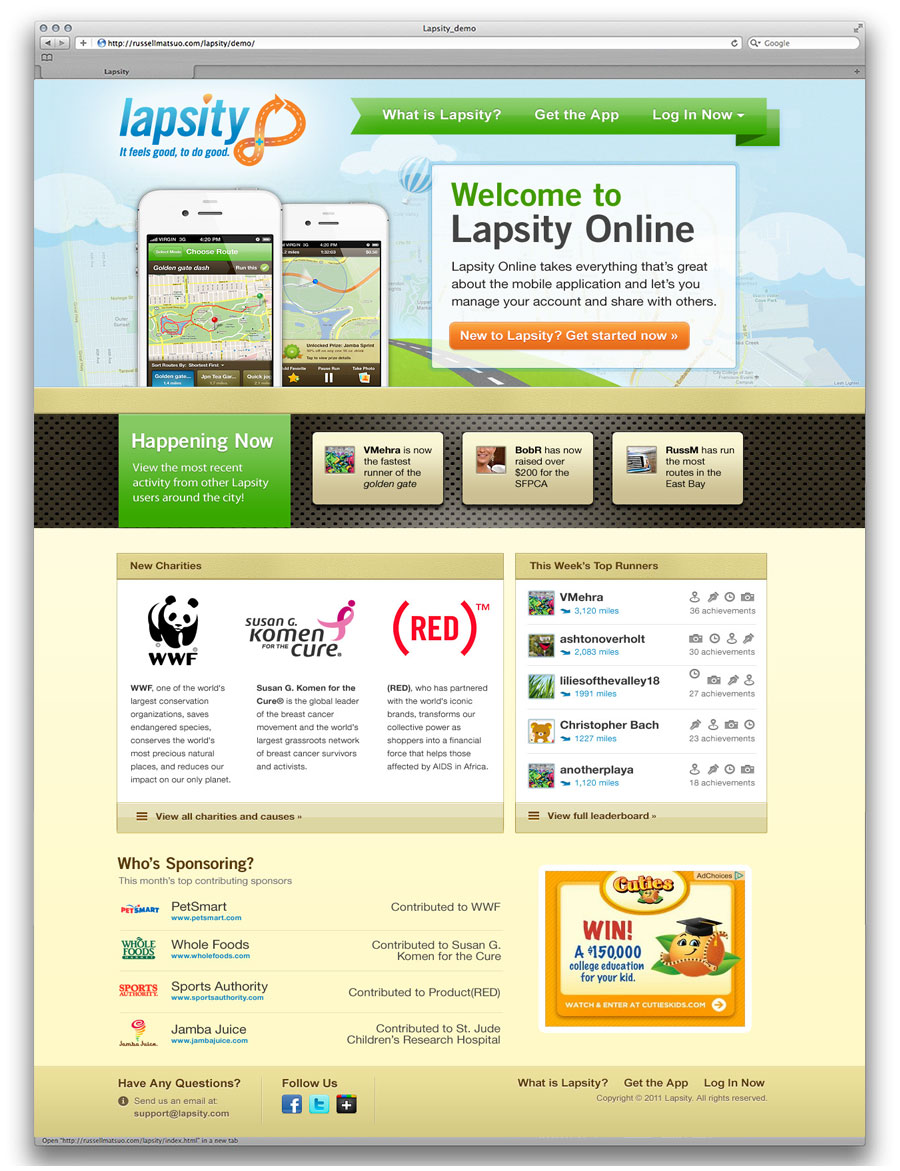 Lapsity_demo
http://russellmatsuo.com/lapsity/demo/
Google
Lapsity
lapsity
It feels good, to do good.
What is Lapsity?
Get the App
Log In Now
Welcome to
Lapsity Online
Lapsity Online takes everything that's great
about the mobile application and let's you
manage your account and share with others.
New to Lapsity? Get started now »
VIRGIN 3G 4:20 PM
Select Mode
Choose Route
Golden gate dash
Run this
Sort Routes By: Shortest First
Golden gate...
Jpn Tea Gar...
Quick jog
VIRGIN 3G 4:20 PM
1:32:03
Unlocked Prize: Jamba Sprint
Tap to view prize details
Add Favorite
Pause Run
Take Photo
Happening Now
View the most recent
activity from other Lapsity
users around the city!
VMehra is now
the fastest
runner of the
golden gate
BobR has now
raised over
$200 for the
SFPCA
RussM has run
the most
routes in the
East Bay
New Charities
WWF
susan g.
komen
FOR THE
cure®
(RED)™
WWF, one of the world's
largest conservation
organizations, saves
endangered species,
conserves the world's
most precious natural
places, and reduces our
impact on our only planet.
Susan G. Komen for the
Cure® is the global leader
of the breast cancer
movement and the world's
largest grassroots network
of breast cancer survivors
and activists.
(RED), who has partnered
with the world's iconic
brands, transforms our
collective power as
shoppers into a financial
force that helps those
affected by AIDS in Africa.
View all charities and causes »
This Week's Top Runners
VMehra
3,120 miles
36 achievements
ashtonoverholt
2,083 miles
30 achievements
liliesofthevalley18
1991 miles
27 achievements
Christopher Bach
1227 miles
23 achievements
anotherplaya
1,120 miles
18 achievements
View full leaderboard »
Who's Sponsoring?
This month's top contributing sponsors
PETSMART
PetSmart
www.petsmart.com
Contributed to WWF
WHOLE
FOODS
MARKET
Whole Foods
www.wholefoods.com
Contributed to Susan G.
Komen for the Cure
SPORTS
AUTHORITY
Sports Authority
www.sportsauthority.com
Contributed to Product(RED)
Jamba Juice
Jamba Juice
www.jambajuice.com
Contributed to St. Jude
Children's Research Hospital
AdChoices
Cuties
WIN!
A $150,000
college education
for your kid.
WATCH & ENTER AT CUTIESKIDS.COM
Have Any Questions?
Send us an email at:
support@lapsity.com
Follow Us
What is Lapsity?
Get the App
Log In Now
Copyright © 2011 Lapsity. All rights reserved.
Open "http://russellmatsuo.com/lapsity/index.html" in a new tab